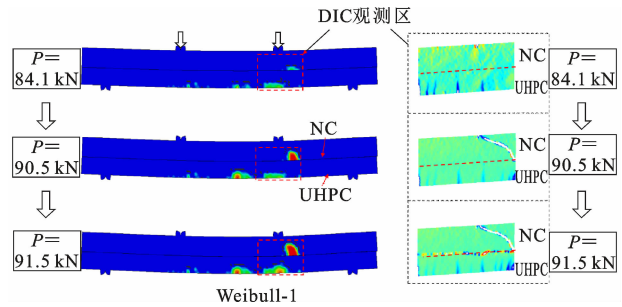 DIC观测区
P=
84.1 kN
NC
UHPC
P=
84.1 kN
P=
90.5 kN
NC
UHPC
NC
UHPC
P=
90.5 kN
P=
91.5 kN
NC
UHPC
P=
91.5 kN
Weibull-1